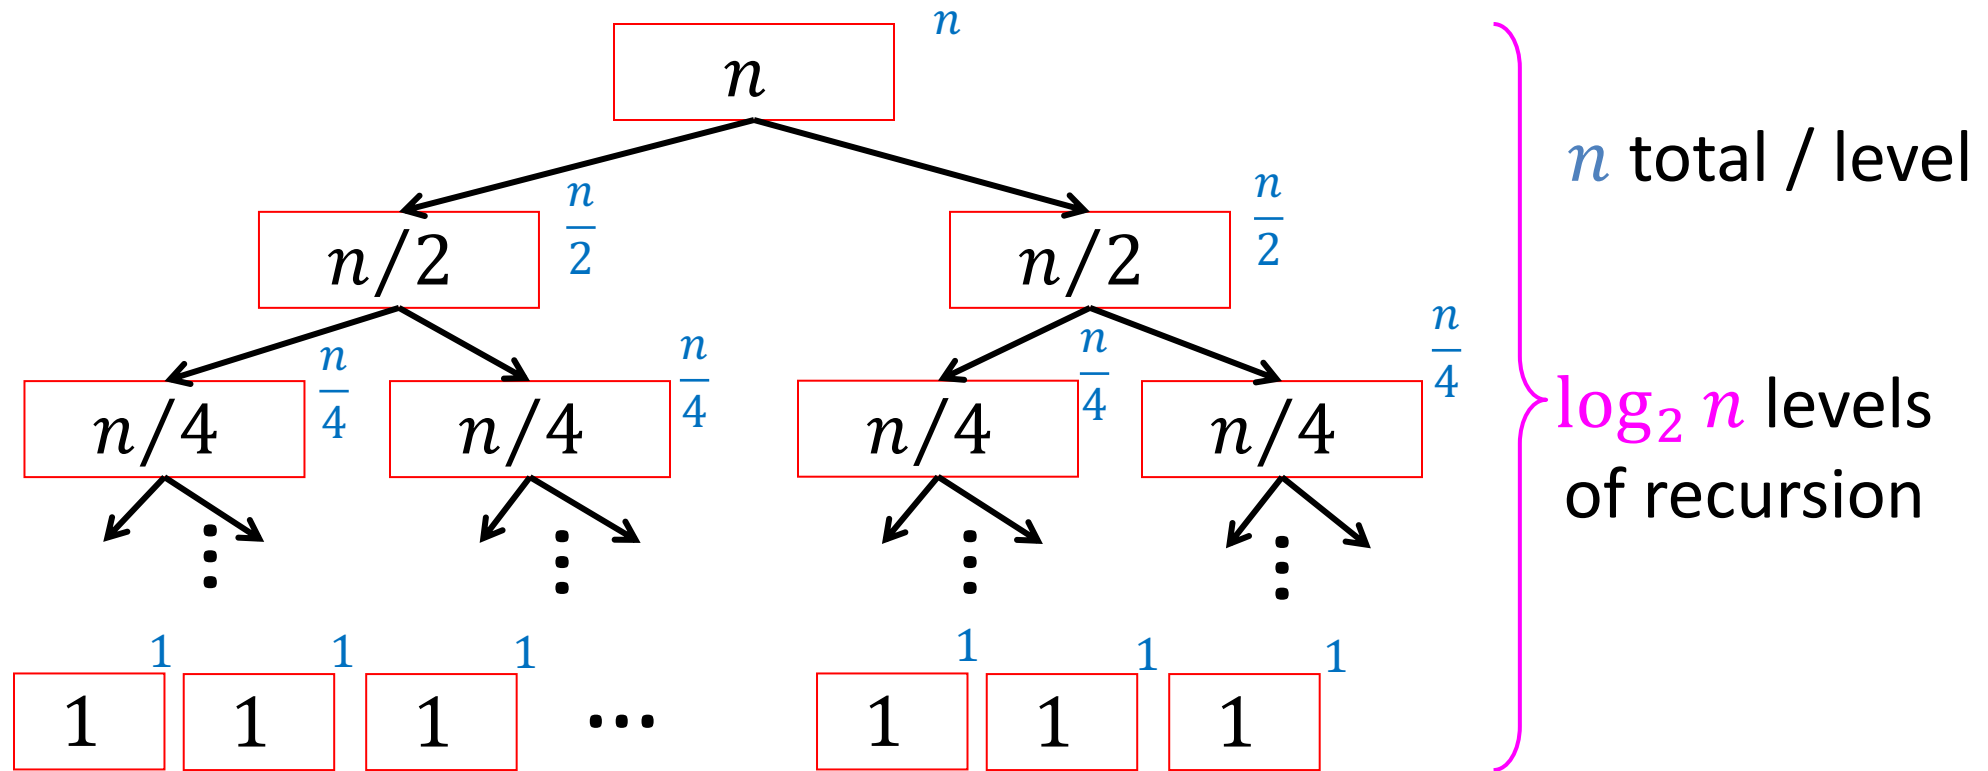 n
n
n total / level
n/2 n/2
n/2 n/2
n/4 n/4 n/4 n/4
n/4 n/4 n/4 n/4
log₂ n levels
of recursion
⋮ ⋮ ⋮ ⋮
1 1 1 1 1 1
1 1 1 ⋯ 1 1 1